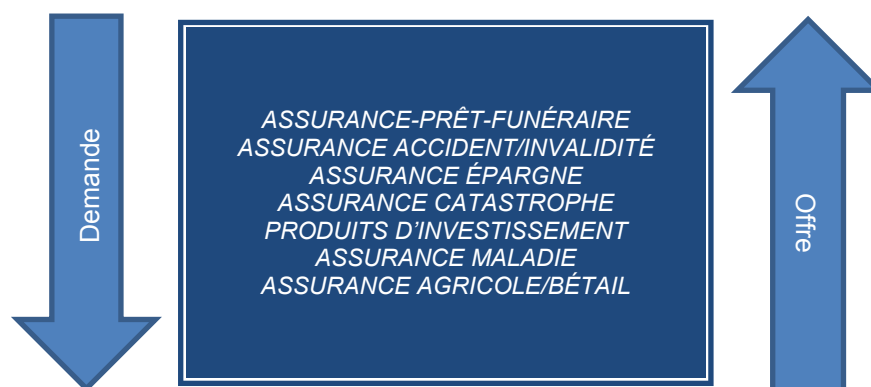 Demande
ASSURANCE-PRÊT-FUNÉRAIRE
ASSURANCE ACCIDENT/INVALIDITÉ
ASSURANCE ÉPARGNE
ASSURANCE CATASTROPHE
PRODUITS D'INVESTISSEMENT
ASSURANCE MALADIE
ASSURANCE AGRICOLE/BÉTAIL
Offre